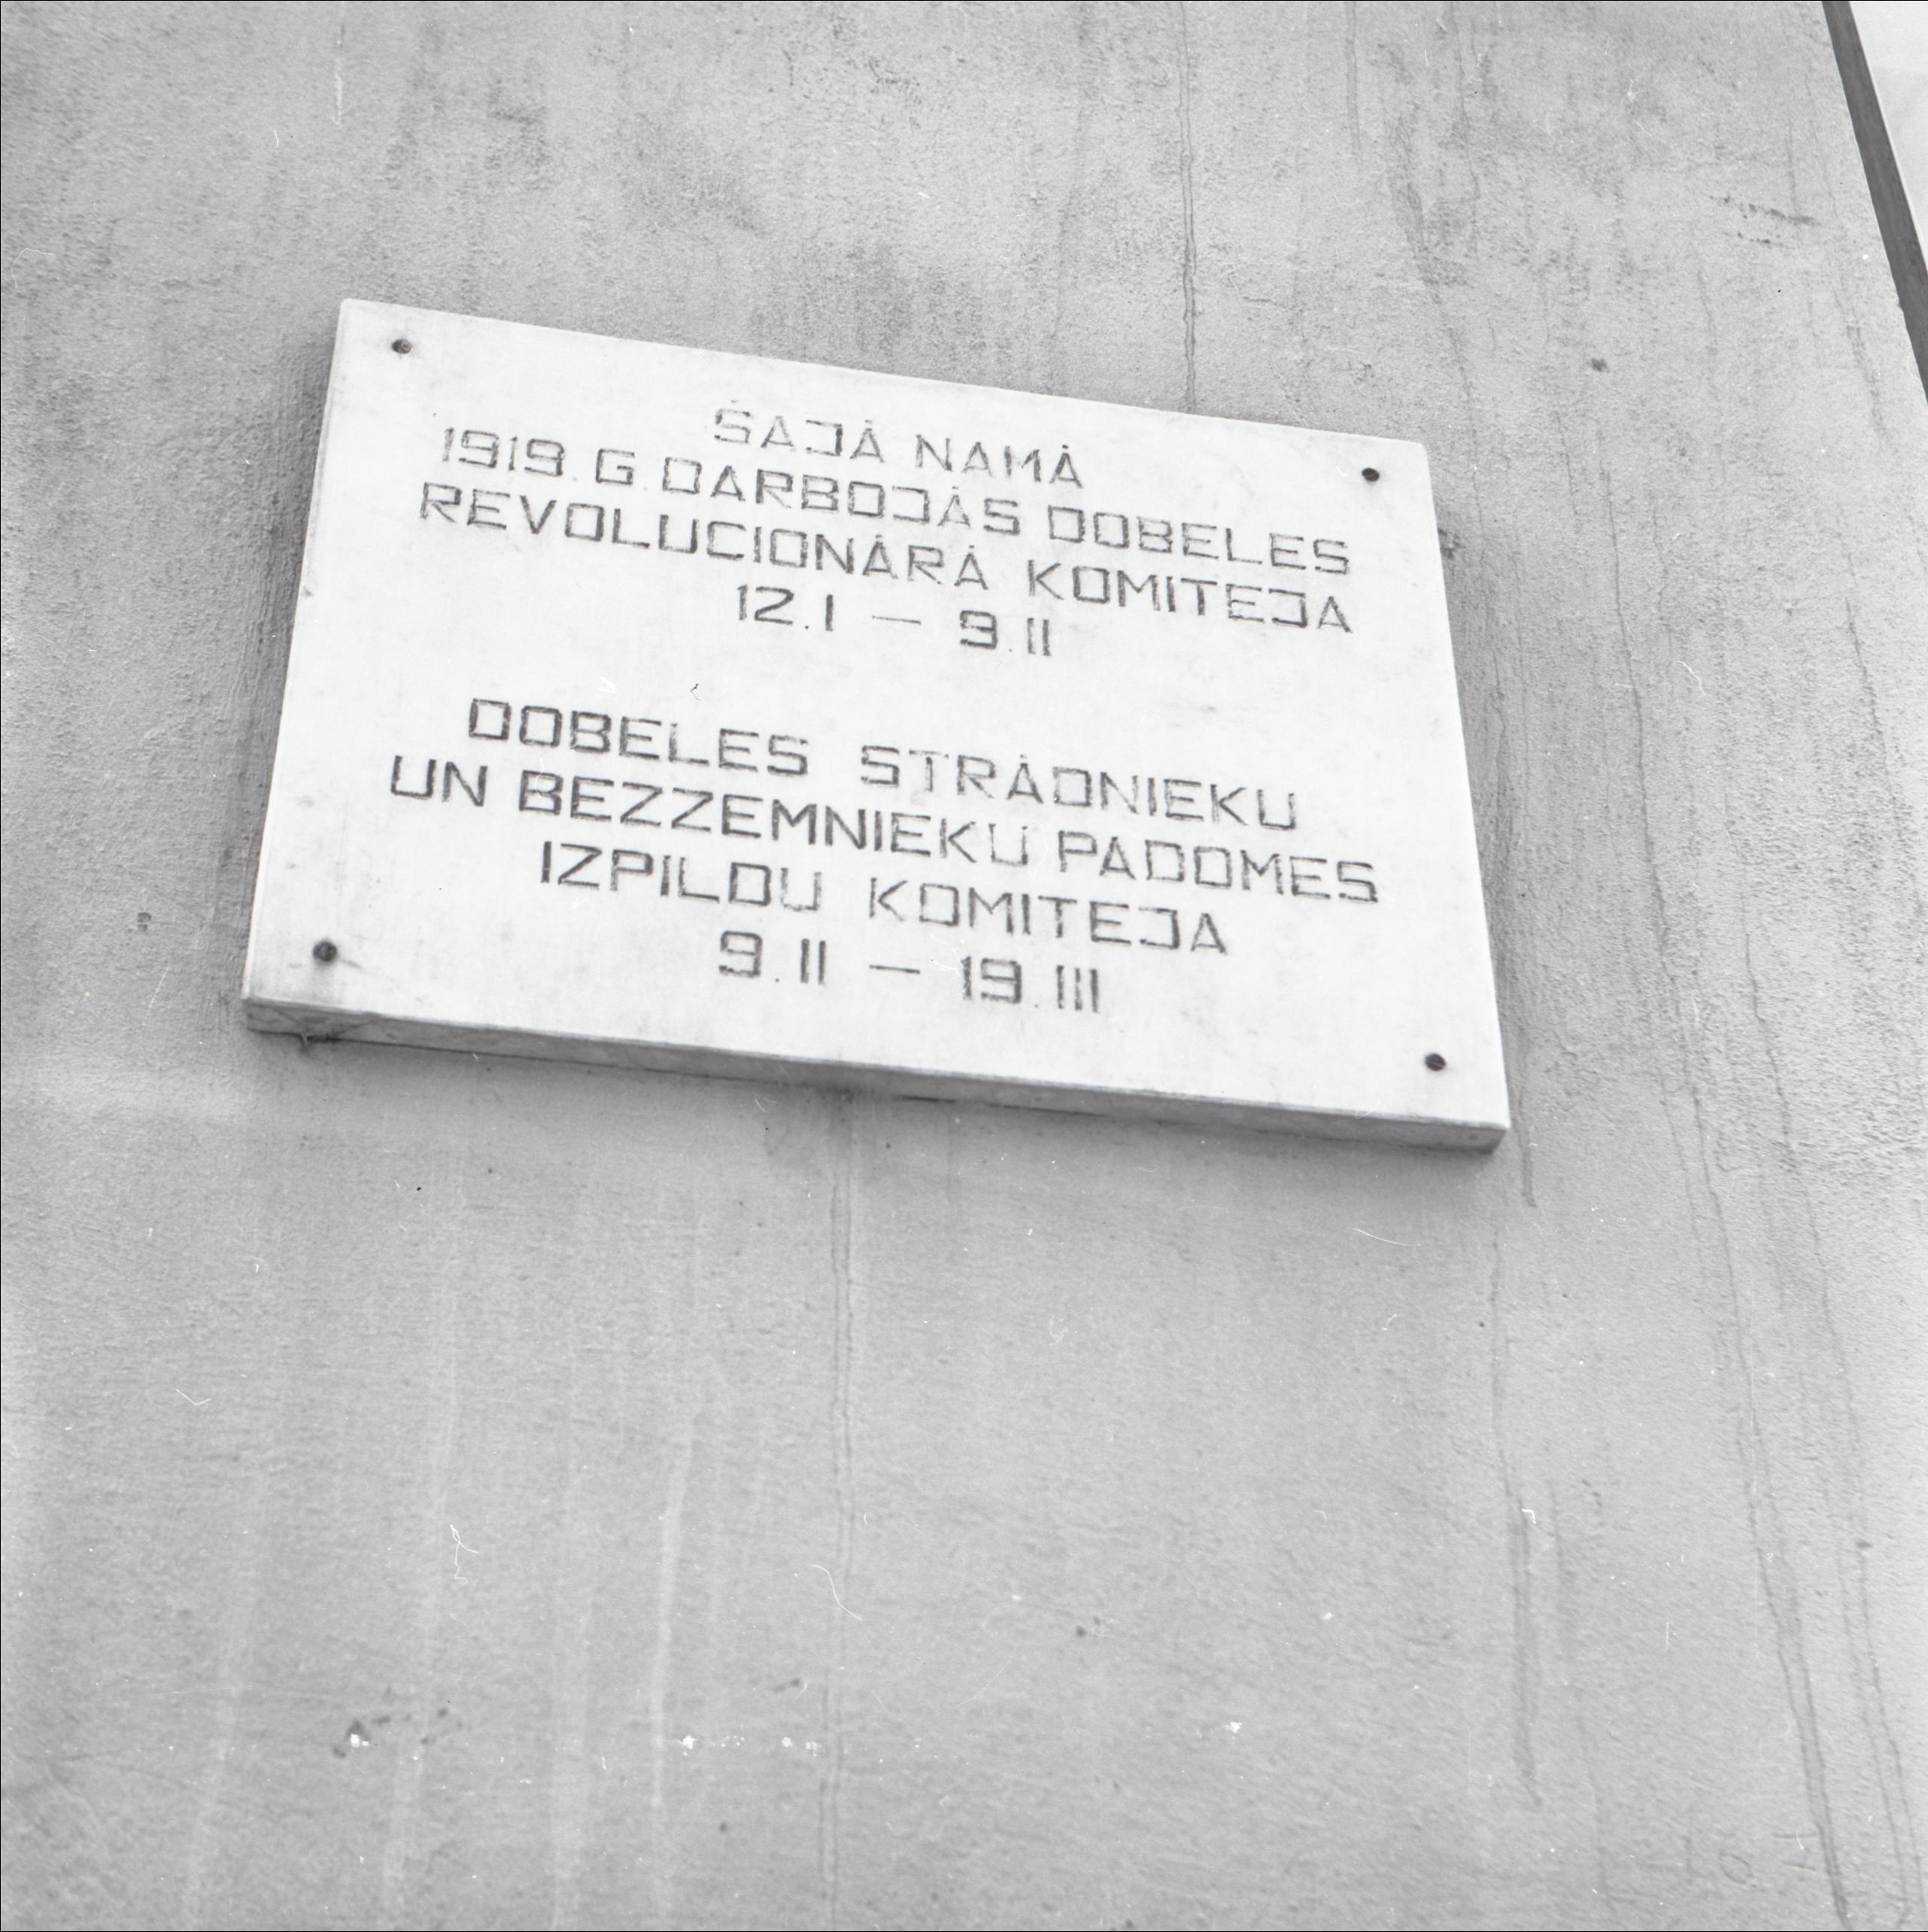 ŠAJĀ NAMĀ
1919. G. DARBOJĀS DOBELES
REVOLUCIONĀRĀ KOMITEJA
12. I — 9. II
DOBELES STRĀDNIEKU
UN BEZZEMNIEKU PADOMES
IZPILDU KOMITEJA
9. II — 19. III